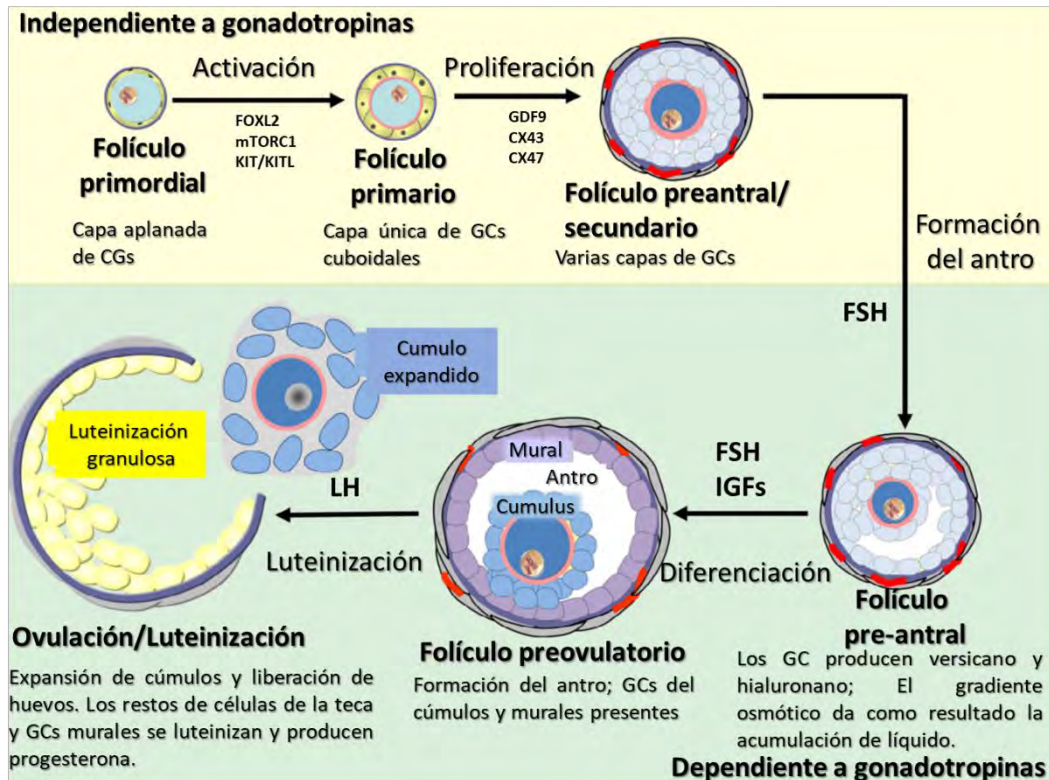 Independiente a gonadotropinas
Activación
FOXL2
mTORC1
KIT/KITL
Proliferación
GDF9
CX43
CX47
Folículo
primordial
Capa aplanada
de CGs
Folículo
primario
Capa única de GCs
cuboidales
Folículo preantral/
secundario
Varias capas de GCs
Formación
del antro
FSH
Cumulo
expandido
Luteinización
granulosa
LH
Luteinización
Mural
Antro
Cumulus
FSH
IGFs
Diferenciación
Ovulación/Luteinización
Expansión de cúmulos y liberación de
huevos. Los restos de células de la teca
y GCs murales se luteinizan y producen
progesterona.
Folículo preovulatorio
Formación del antro; GCs del
cúmulos y murales presentes
Folículo
pre-antral
Los GC producen versicano y
hialuronano; El gradiente
osmótico da como resultado la
acumulación de líquido.
Dependiente a gonadotropinas